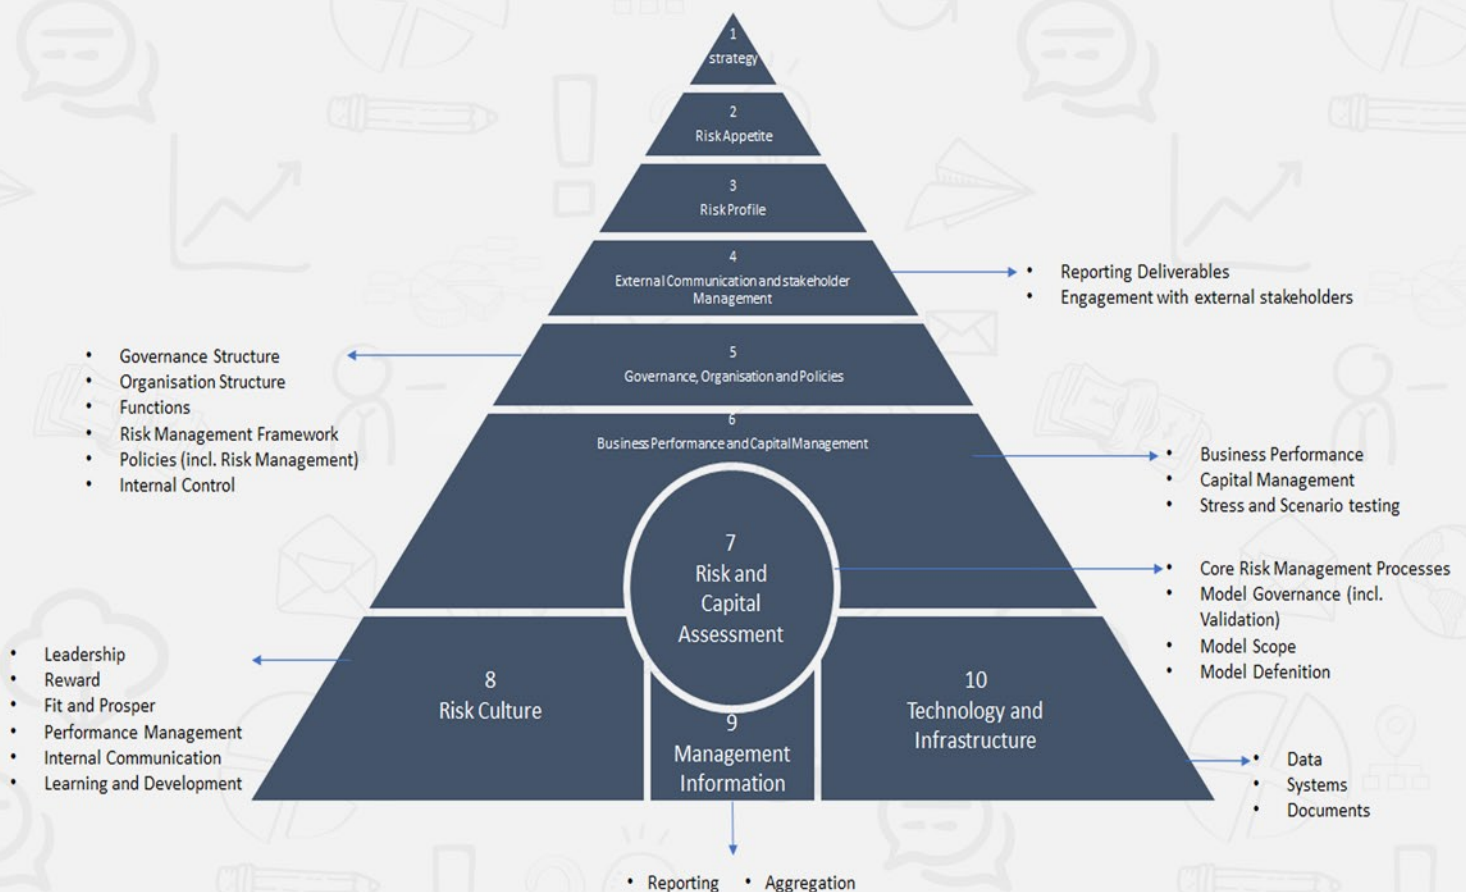 1
strategy
2
Risk Appetite
3
Risk Profile
4
External Communication and stakeholder
Management
• Reporting Deliverables
• Engagement with external stakeholders
5
Governance, Organisation and Policies
• Governance Structure
• Organisation Structure
• Functions
• Risk Management Framework
• Policies (incl. Risk Management)
• Internal Control
6
Business Performance and Capital Management
• Business Performance
• Capital Management
• Stress and Scenario testing
7
Risk and
Capital
Assessment
• Core Risk Management Processes
• Model Governance (incl.
Validation)
• Model Scope
• Model Defenition
8
Risk Culture
• Leadership
• Reward
• Fit and Prosper
• Performance Management
• Internal Communication
• Learning and Development
9
Management
Information
• Reporting • Aggregation
10
Technology and
Infrastructure
• Data
• Systems
• Documents